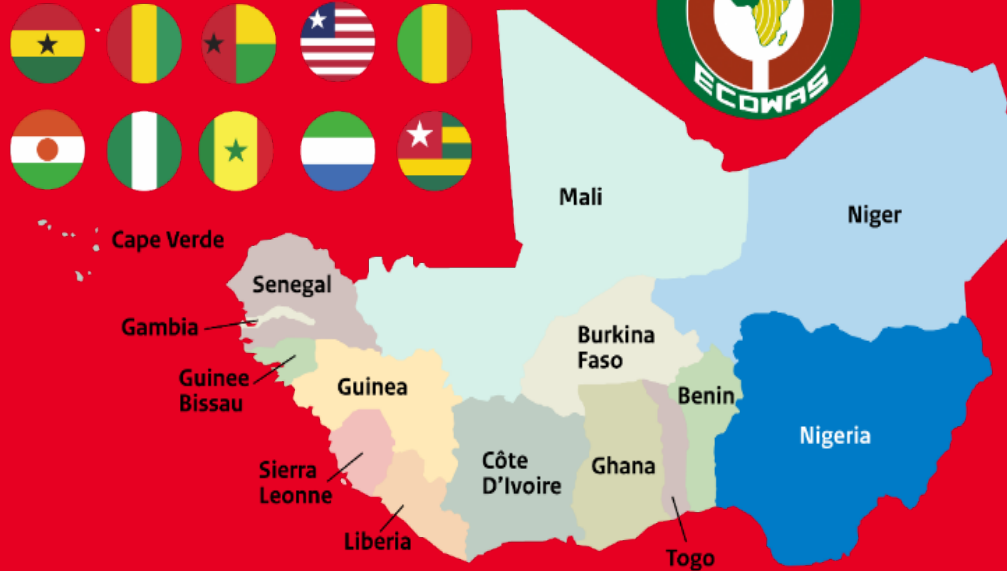 ECOWAS
Mali
Niger
Cape Verde
Senegal
Gambia
Burkina
Faso
Guinee
Bissau
Guinea
Benin
Nigeria
Sierra
Leonne
Côte
D'Ivoire
Ghana
Liberia
Togo